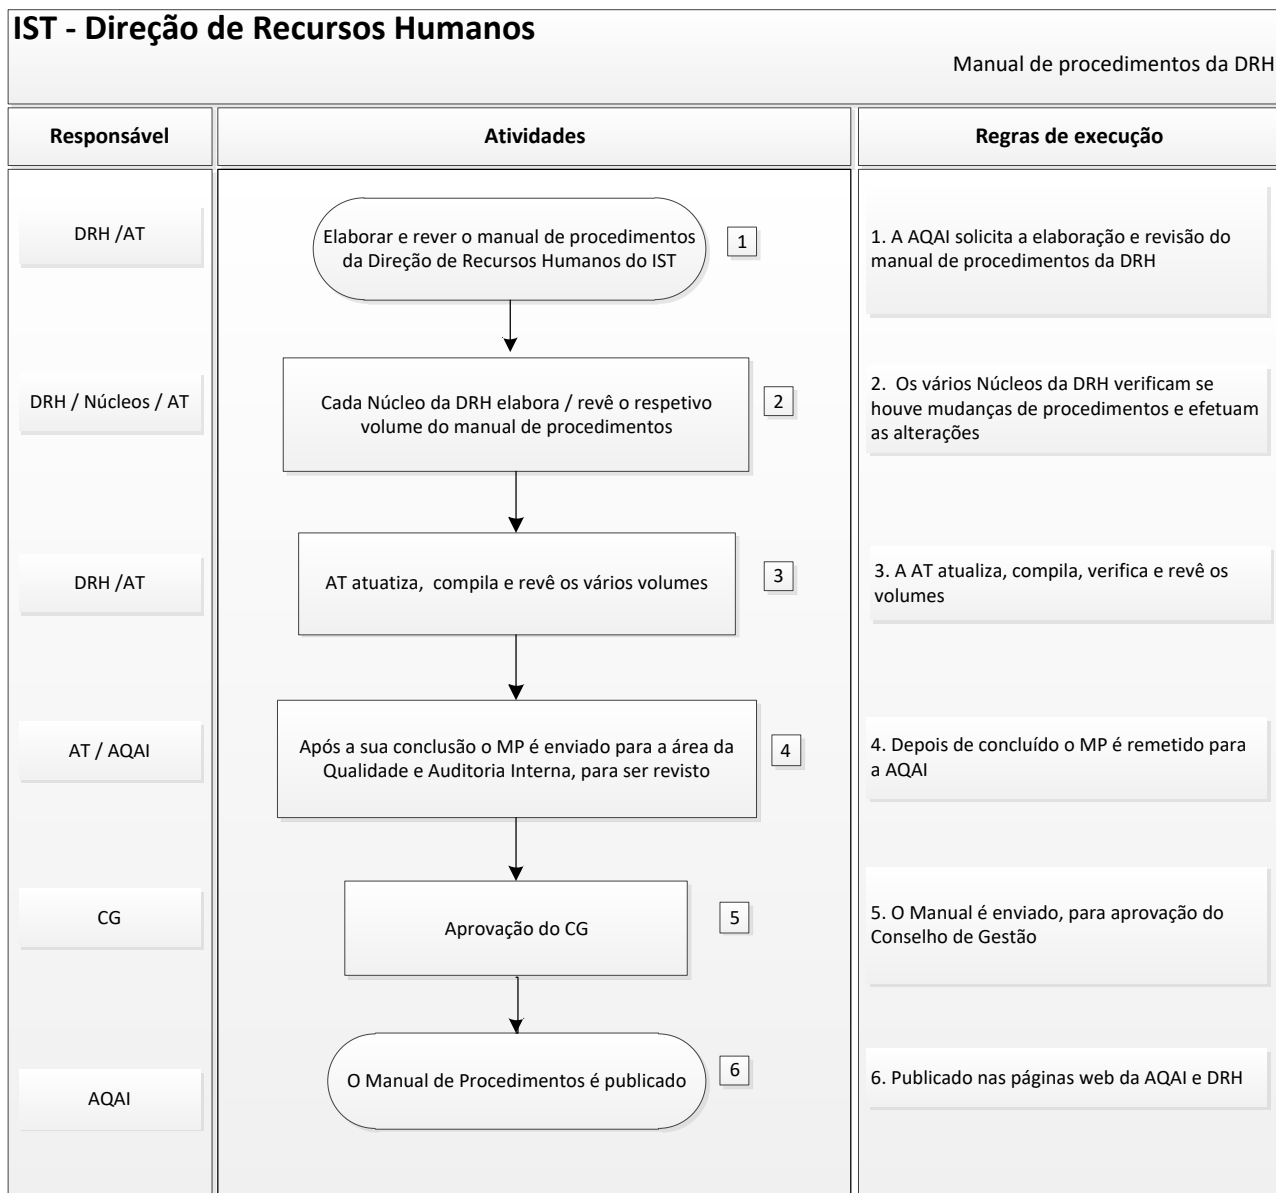 IST - Direção de Recursos Humanos
Manual de procedimentos da DRH
Responsável
Atividades
Regras de execução
DRH /AT
Elaborar e rever o manual de procedimentos
da Direção de Recursos Humanos do IST
1
1. A AQAI solicita a elaboração e revisão do
manual de procedimentos da DRH
DRH / Núcleos / AT
Cada Núcleo da DRH elabora / revê o respetivo
volume do manual de procedimentos
2
2.  Os vários Núcleos da DRH verificam se
houve mudanças de procedimentos e efetuam
as alterações
DRH /AT
AT atuatiza,  compila e revê os vários volumes
3
3. A AT atualiza, compila, verifica e revê os
volumes
AT / AQAI
Após a sua conclusão o MP é enviado para a área da
Qualidade e Auditoria Interna, para ser revisto
4
4. Depois de concluído o MP é remetido para
a AQAI
CG
Aprovação do CG
5
5. O Manual é enviado, para aprovação do
Conselho de Gestão
AQAI
O Manual de Procedimentos é publicado
6
6. Publicado nas páginas web da AQAI e DRH